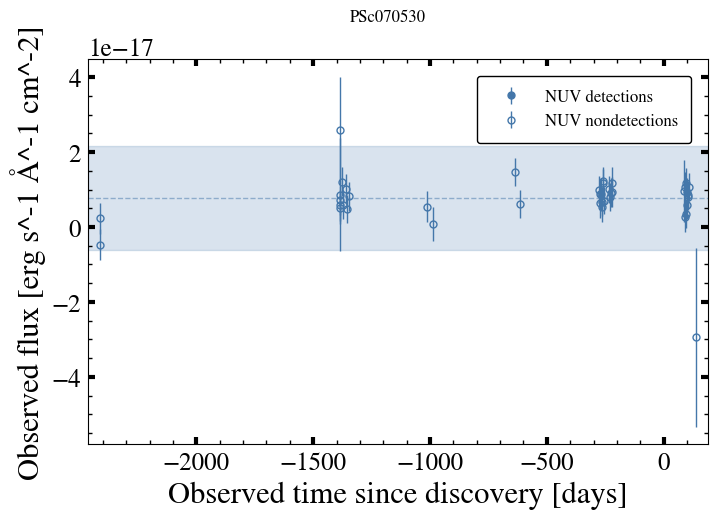 PSc070530
1e−17
NUV detections
NUV nondetections
4
2
0
−2
−4
Observed flux [erg s^-1 Å^-1 cm^-2]
−2000 −1500 −1000 −500 0
Observed time since discovery [days]